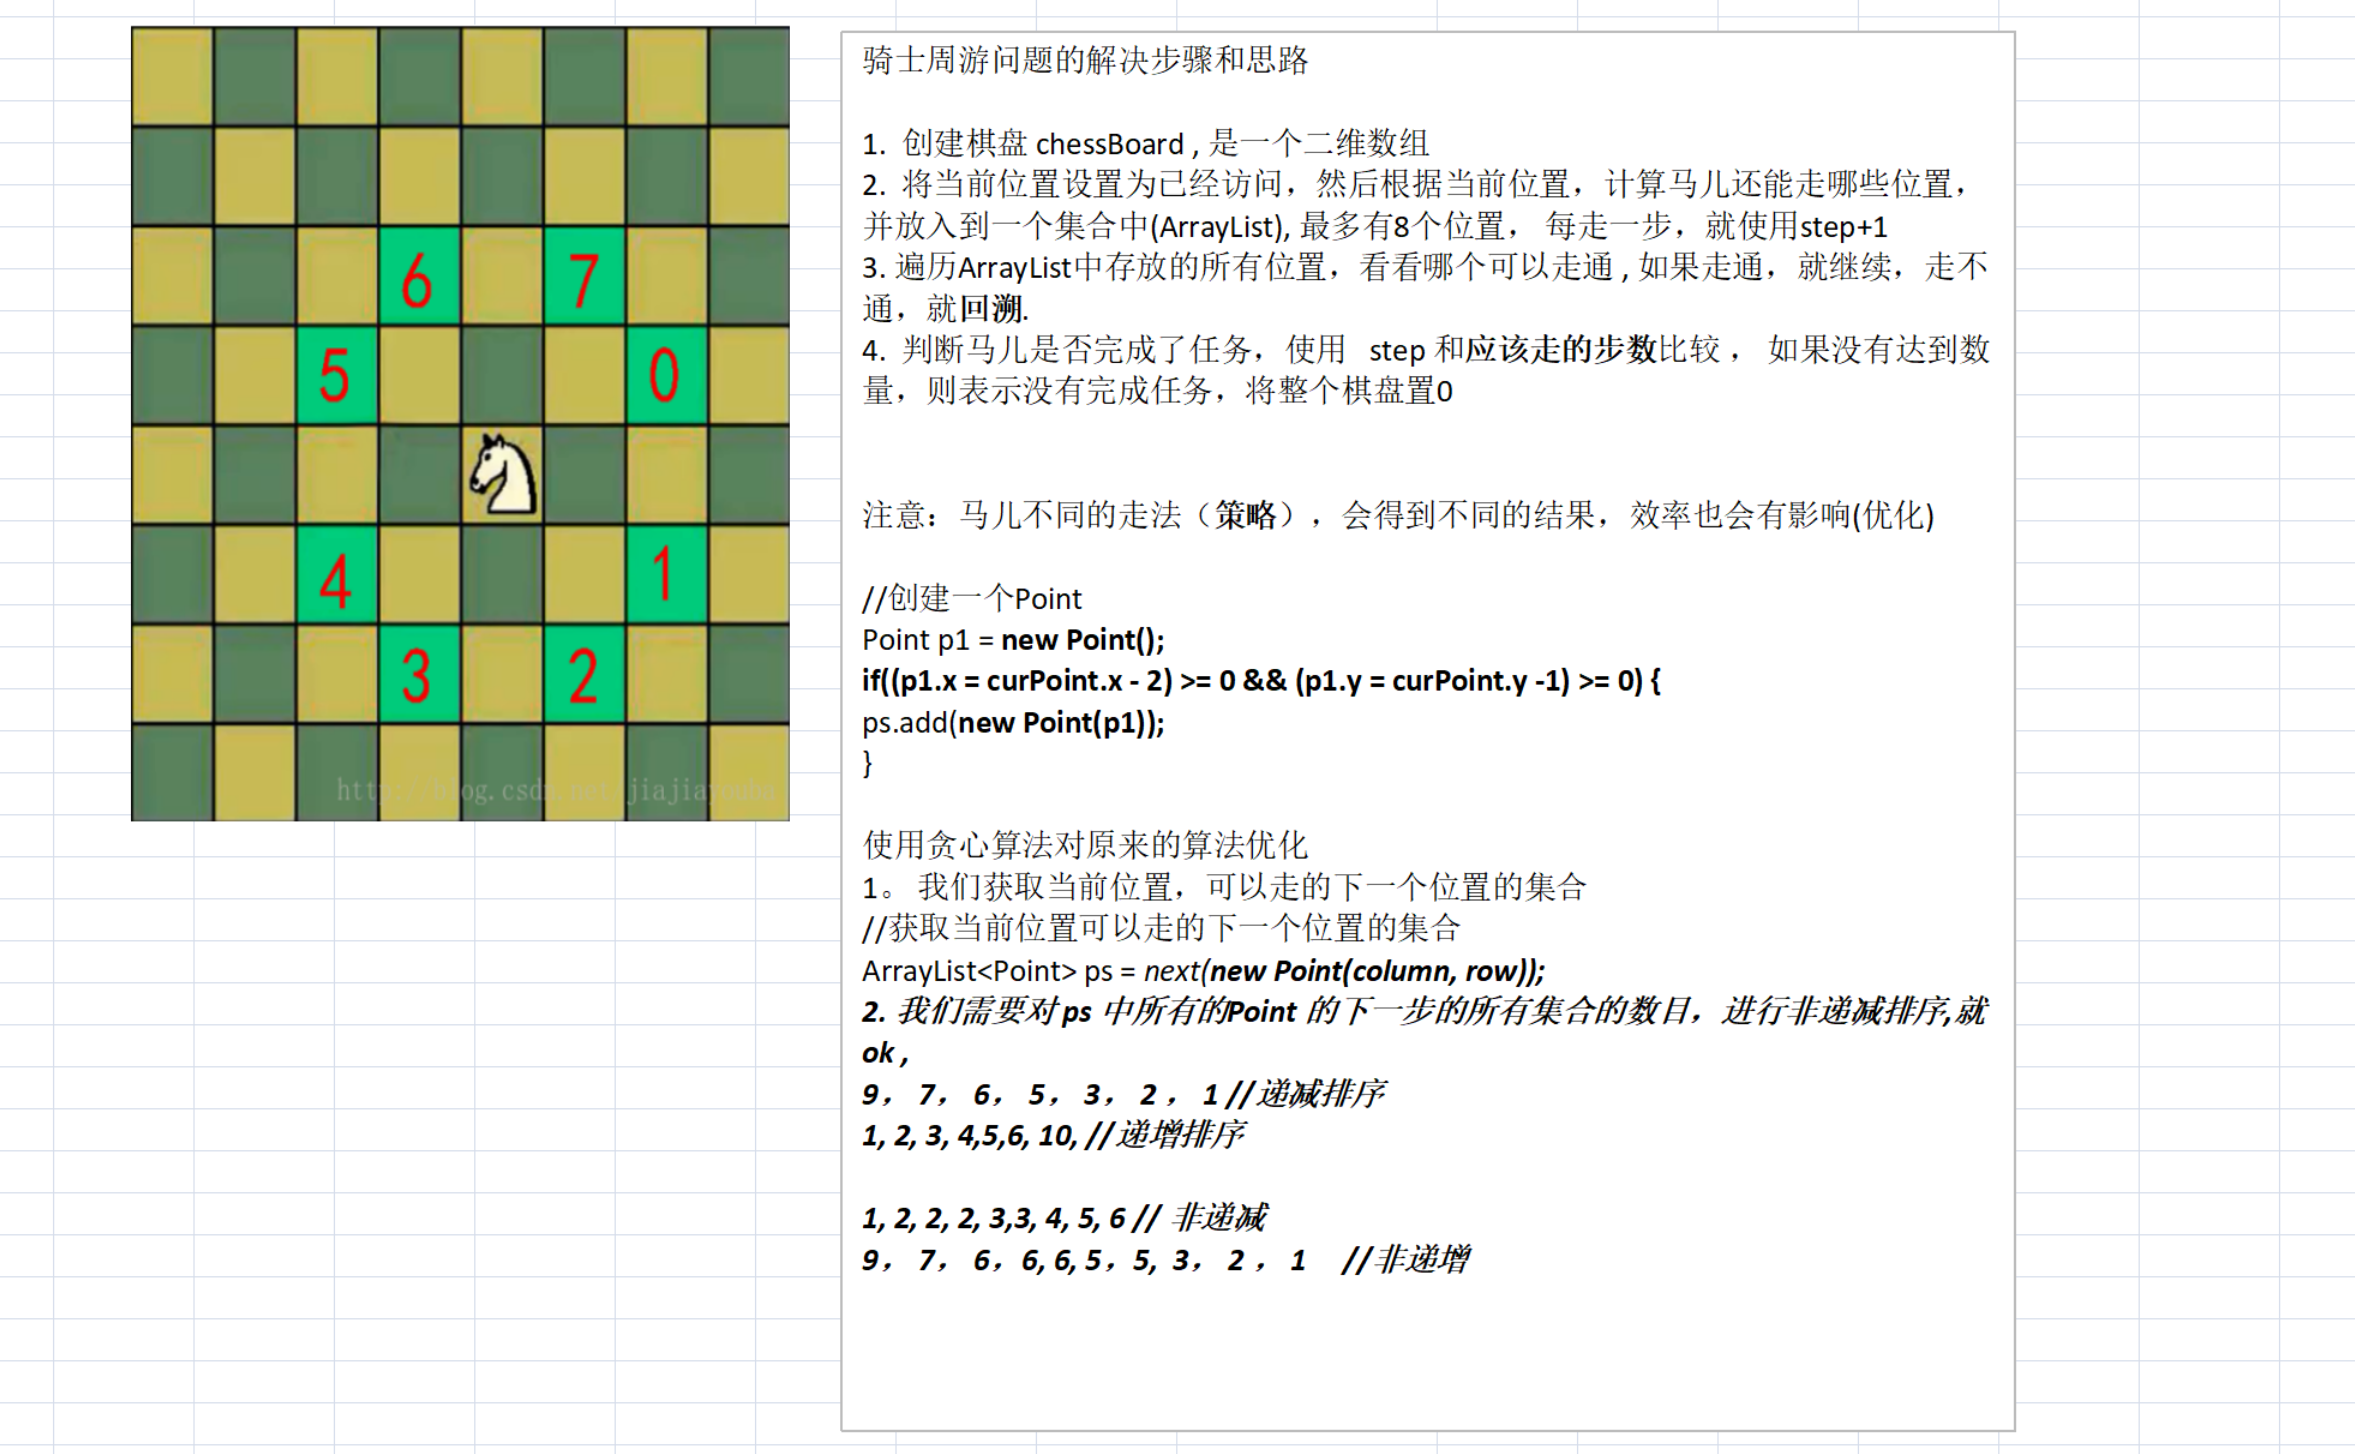 6 7
5 0
4 1
3 2
骑士周游问题的解决步骤和思路
1. 创建棋盘 chessBoard , 是一个二维数组
2. 将当前位置设置为已经访问，然后根据当前位置，计算马儿还能走哪些位置，
并放入到一个集合中(ArrayList), 最多有8个位置， 每走一步，就使用step+1
3. 遍历ArrayList中存放的所有位置，看看哪个可以走通 , 如果走通，就继续，走不
通，就回溯.
4. 判断马儿是否完成了任务，使用 step 和应该走的步数比较 ， 如果没有达到数
量，则表示没有完成任务，将整个棋盘置0
注意：马儿不同的走法（策略），会得到不同的结果，效率也会有影响(优化)
//创建一个Point
Point p1 = new Point();
if((p1.x = curPoint.x - 2) >= 0 && (p1.y = curPoint.y -1) >= 0) {
ps.add(new Point(p1));
}
使用贪心算法对原来的算法优化
1。 我们获取当前位置，可以走的下一个位置的集合
//获取当前位置可以走的下一个位置的集合
ArrayList<Point> ps = next(new Point(column, row));
2. 我们需要对 ps 中所有的Point 的下一步的所有集合的数目，进行非递减排序,就
ok ,
9， 7， 6， 5， 3， 2 ， 1 //递减排序
1, 2, 3, 4,5,6, 10, //递增排序
1, 2, 2, 2, 3,3, 4, 5, 6 // 非递减
9， 7， 6，6, 6, 5，5, 3， 2 ， 1 //非递增